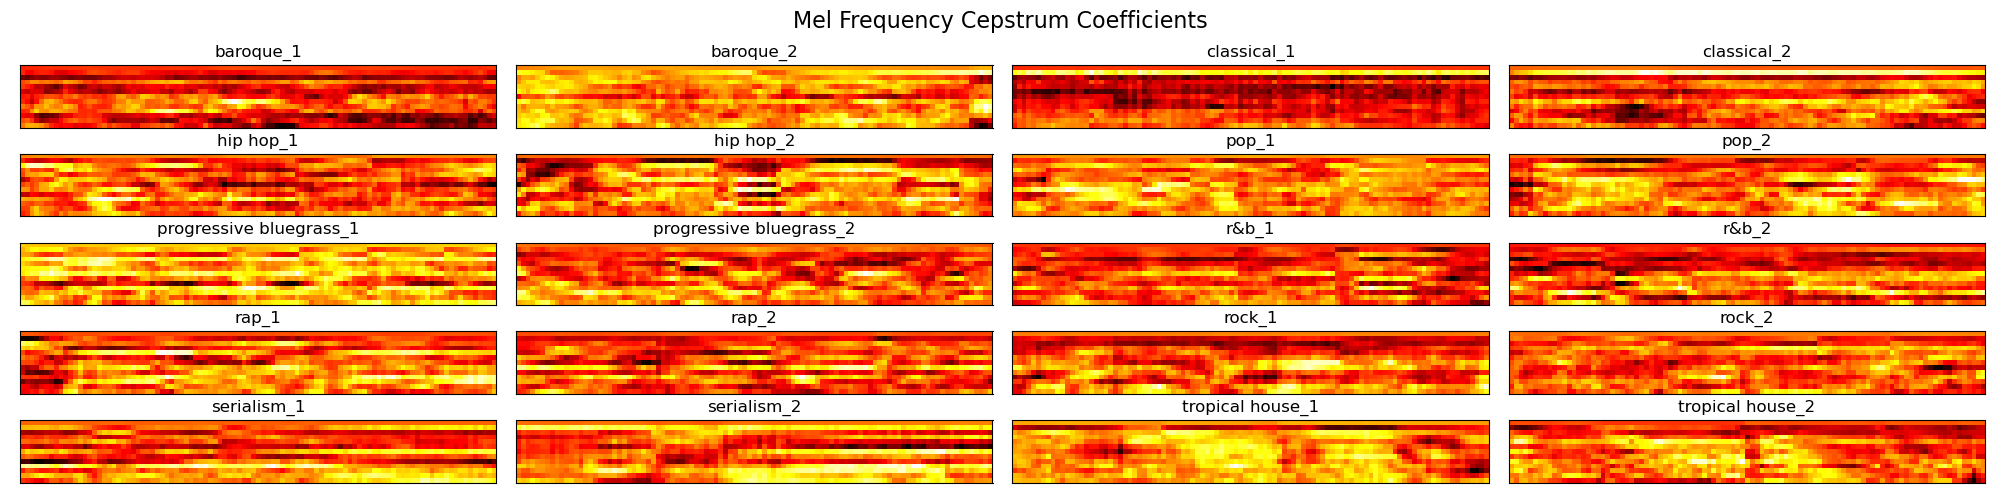 Mel Frequency Cepstrum Coefficients
baroque_1
baroque_2
classical_1
classical_2
hip hop_1
hip hop_2
pop_1
pop_2
progressive bluegrass_1
progressive bluegrass_2
r&b_1
r&b_2
rap_1
rap_2
rock_1
rock_2
serialism_1
serialism_2
tropical house_1
tropical house_2